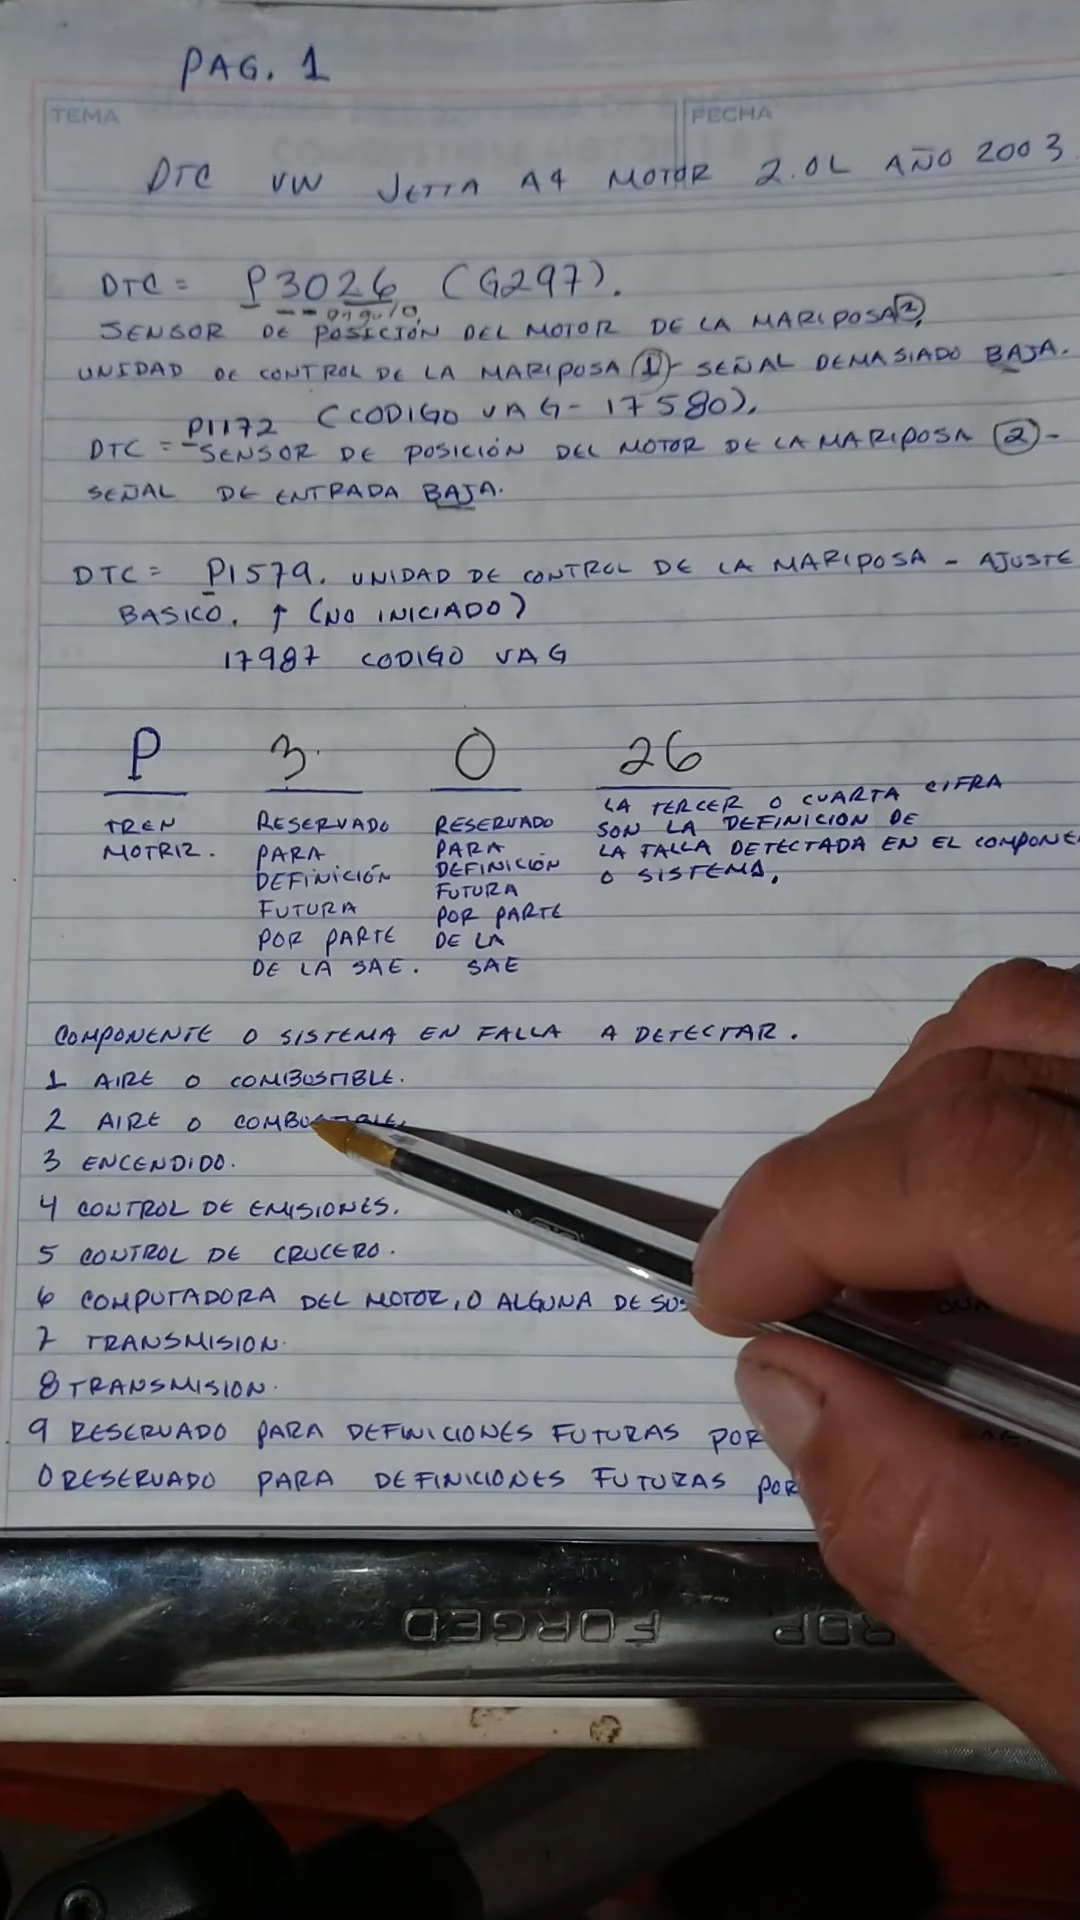 PAG. 1
TEMA
FECHA
DTC VW JETTA A4 MOTOR 2.0L AÑO 2003
DTC = P3026 (G297).
angulo
SENSOR DE POSICIÓN DEL MOTOR DE LA MARIPOSA 2,
UNIDAD DE CONTROL DE LA MARIPOSA (1)- SEÑAL DEMASIADO BAJA.
P1172 (CODIGO VAG-17580).
DTC = SENSOR DE POSICIÓN DEL MOTOR DE LA MARIPOSA (2)-
SEÑAL DE ENTRADA BAJA.
DTC = P1579. UNIDAD DE CONTROL DE LA MARIPOSA - AJUSTE
BASICO. ↑ (NO INICIADO)
17987 CODIGO VAG
P 3 0 26
TREN
MOTRIZ.
RESERVADO
PARA
DEFINICIÓN
FUTURA
POR PARTE
DE LA SAE.
RESERVADO
PARA
DEFINICIÓN
FUTURA
POR PARTE
DE LA
SAE
LA TERCER O CUARTA CIFRA
SON LA DEFINICION DE
LA FALLA DETECTADA EN EL COMPONE
O SISTEMA.
COMPONENTE O SISTEMA EN FALLA A DETECTAR.
1 AIRE O COMBUSTIBLE.
2 AIRE O COMBUSTIBLE.
3 ENCENDIDO.
4 CONTROL DE EMISIONES.
5 CONTROL DE CRUCERO.
6 COMPUTADORA DEL MOTOR, O ALGUNA DE SUS
7 TRANSMISION.
8 TRANSMISION.
9 RESERVADO PARA DEFINICIONES FUTURAS POR
0 RESERVADO PARA DEFINICIONES FUTURAS POR
DROP FORGED